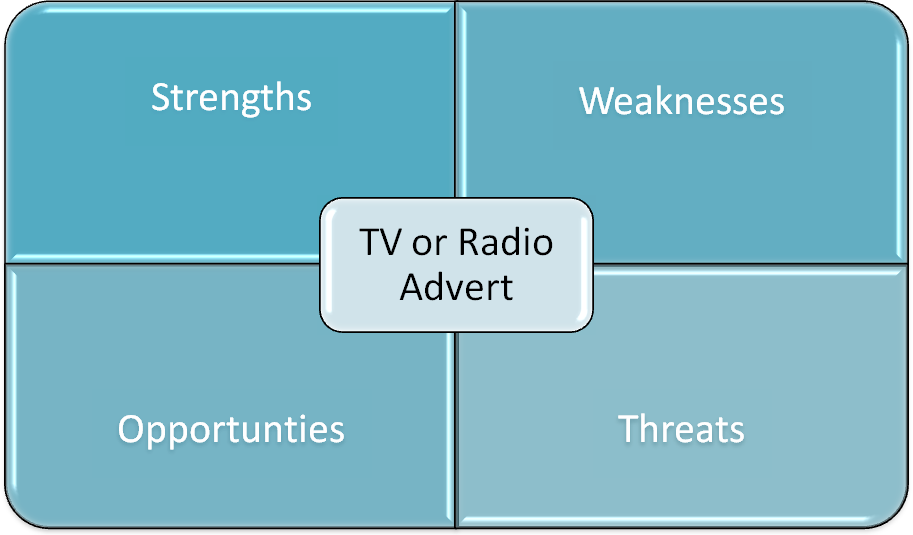 Strengths
Weaknesses
TV or Radio
Advert
Opportunties
Threats